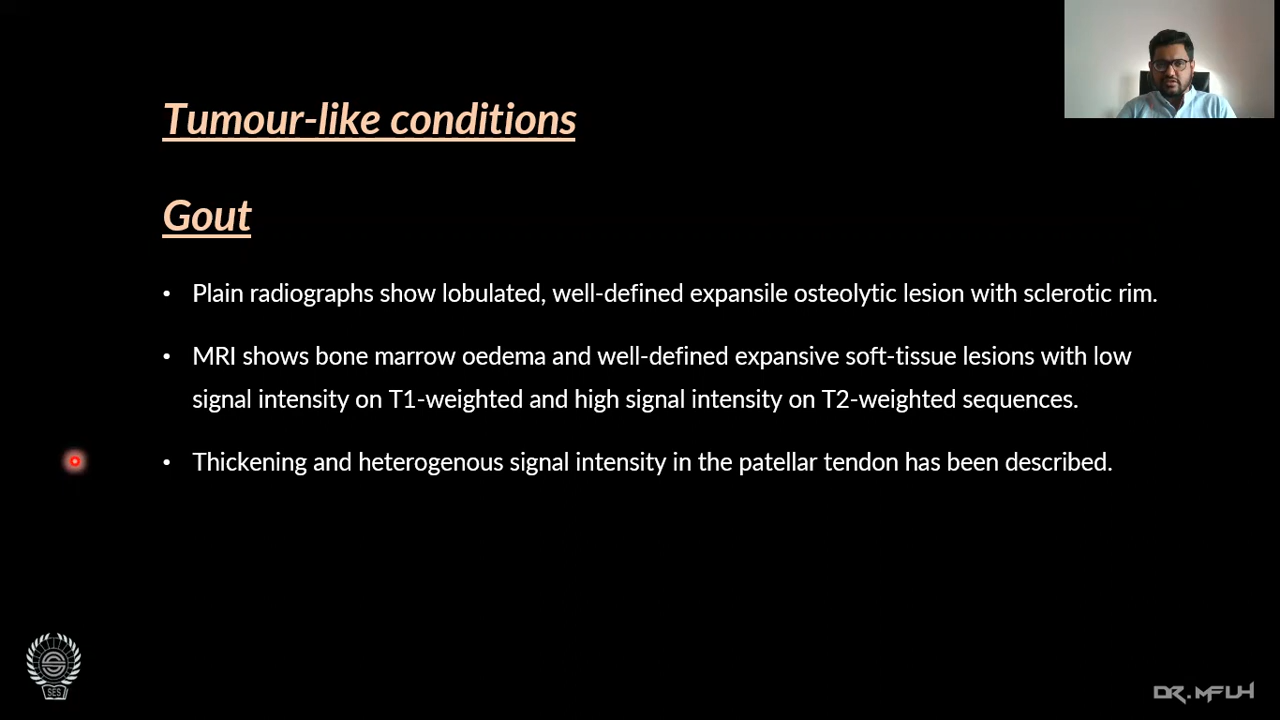 Tumour-like conditions
Gout
• Plain radiographs show lobulated, well-defined expansile osteolytic lesion with sclerotic rim.
• MRI shows bone marrow oedema and well-defined expansive soft-tissue lesions with low
signal intensity on T1-weighted and high signal intensity on T2-weighted sequences.
• Thickening and heterogenous signal intensity in the patellar tendon has been described.
SES